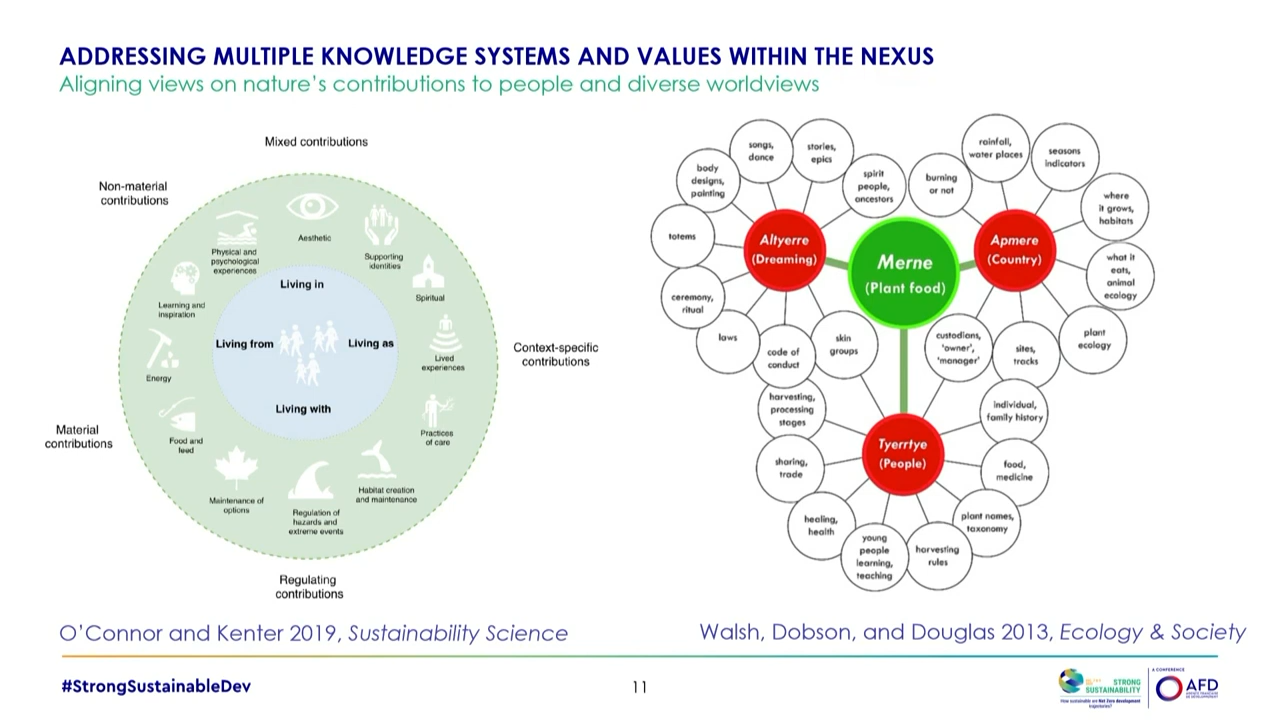 ADDRESSING MULTIPLE KNOWLEDGE SYSTEMS AND VALUES WITHIN THE NEXUS
Aligning views on nature's contributions to people and diverse worldviews
Mixed contributions
Non-material
contributions
Aesthetic
Physical and
psychological
experiences
Supporting
identities
Learning and
inspiration
Spiritual
Living in
Living from
Living as
Living with
Energy
Lived
experiences
Context-specific
contributions
Material
contributions
Food and
feed
Practices
of care
Maintenance of
options
Habitat creation
and maintenance
Regulation of
hazards and
extreme events
Regulating
contributions
O'Connor and Kenter 2019, Sustainability Science
songs,
dance
stories,
epics
body
designs,
painting
spirit
people,
ancestors
totems
Altyerre
(Dreaming)
ceremony,
ritual
laws
code of
conduct
skin
groups
Merne
(Plant food)
burning
or not
rainfall,
water places
seasons
indicators
where
it grows,
habitats
Apmere
(Country)
what it
eats,
animal
ecology
plant
ecology
sites,
tracks
custodians,
'owner',
'manager'
harvesting,
processing
stages
individual,
family history
Tyerrtye
(People)
sharing,
trade
food,
medicine
healing,
health
plant names,
taxonomy
young
people
learning,
teaching
harvesting
rules
Walsh, Dobson, and Douglas 2013, Ecology & Society
#StrongSustainableDev
11
STRONG
SUSTAINABILITY
How sustainable are Net Zero development
A CONFERENCE
AFD